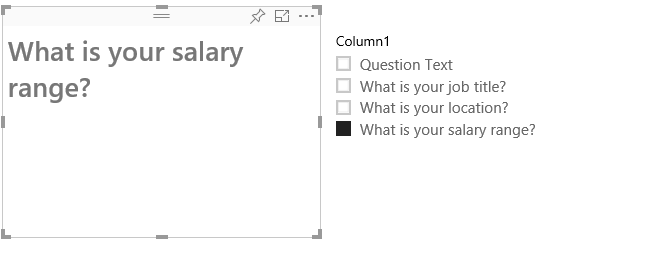 What is your salary
range?
Column1
Question Text
What is your job title?
What is your location?
What is your salary range?